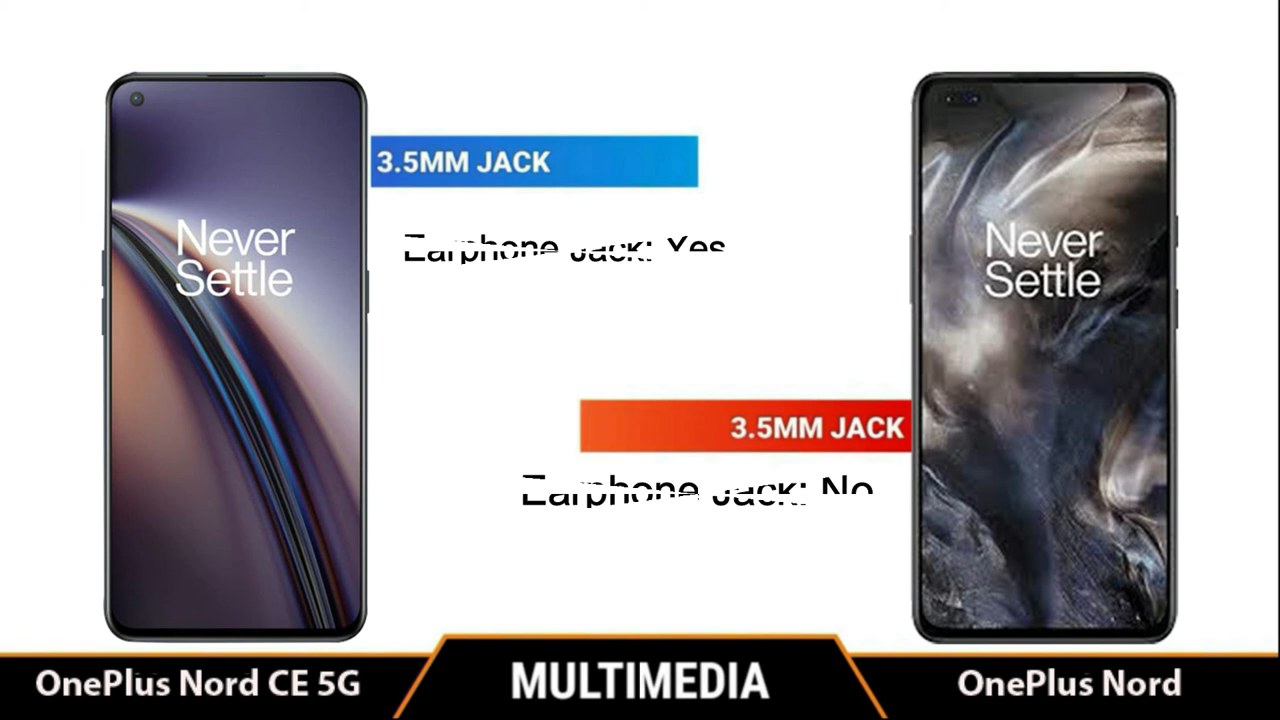 Never
Settle
3.5MM JACK
Earphone Jack: Yes
Never
Settle
3.5MM JACK
Earphone Jack: No
OnePlus Nord CE 5G
MULTIMEDIA
OnePlus Nord